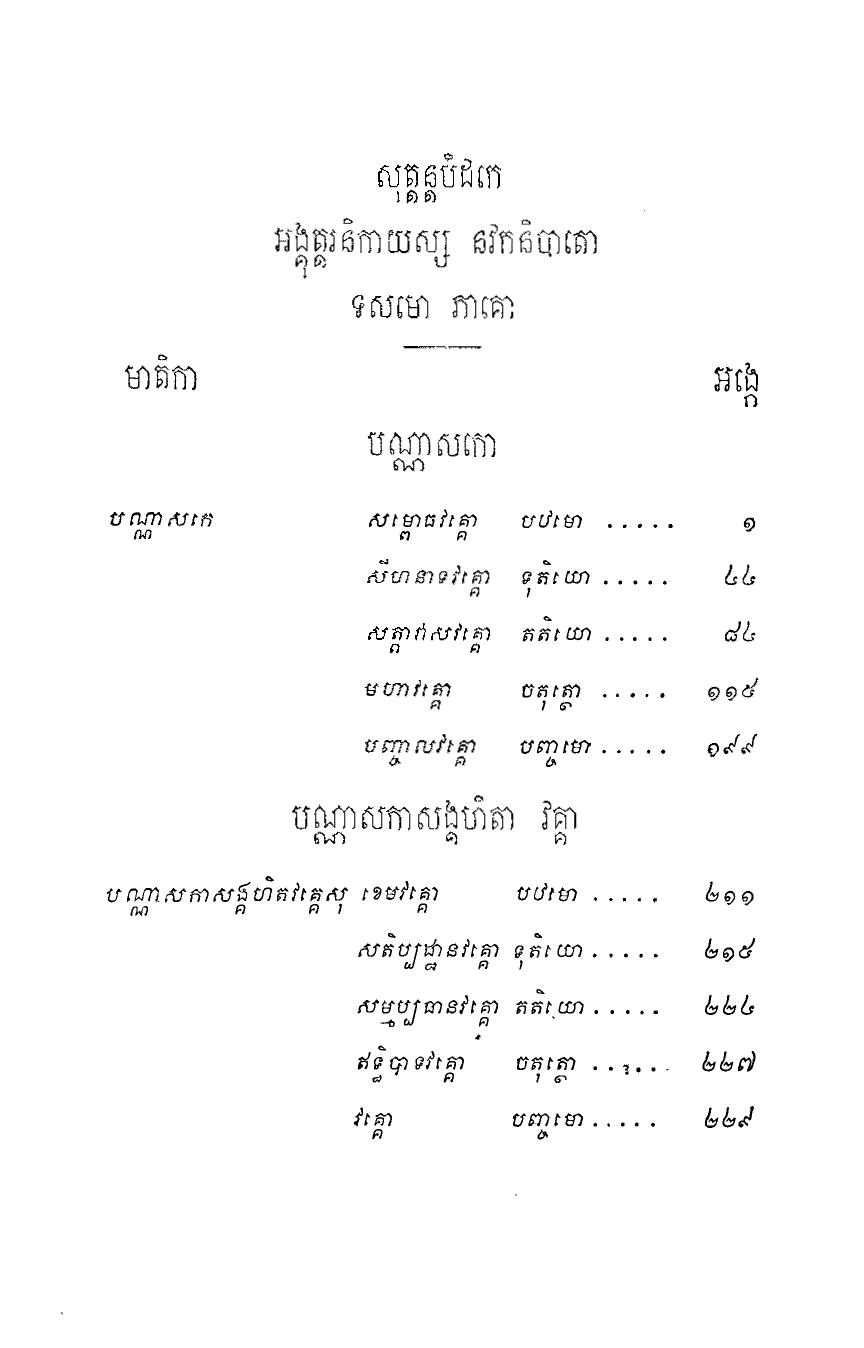 សុត្តន្តបិដកេ
អង្គុត្តរនិកាយស្ស នវកនិបាតោ
ទសមោ ភាគោ
មាតិកា អង្កេ
បណ្ណាសកោ
បណ្ណាសកេ សម្ពោធវគ្គោ បឋមោ ..... ១
សីហនាទវគ្គោ ទុតិយោ ..... ៤៤
សត្តាវាសវគ្គោ តតិយោ ..... ៨៤
មហាវគ្គោ ចតុត្ថោ ..... ១១៥
បញ្ចាលវគ្គោ បញ្ចមោ ..... ១៩៩
បណ្ណាសកាសង្គហិតា វគ្គា
បណ្ណាសកាសង្គហិតវគ្គេសុ ខេមវគ្គោ បឋមោ ..... ២១១
សតិប្បដ្ឋានវគ្គោ ទុតិយោ ..... ២១៥
សម្មប្បធានវគ្គោ តតិយោ ..... ២២៤
ឥទ្ធិបាទវគ្គោ ចតុត្ថោ ..... ២២៧
វគ្គោ បញ្ចមោ ..... ២២៩